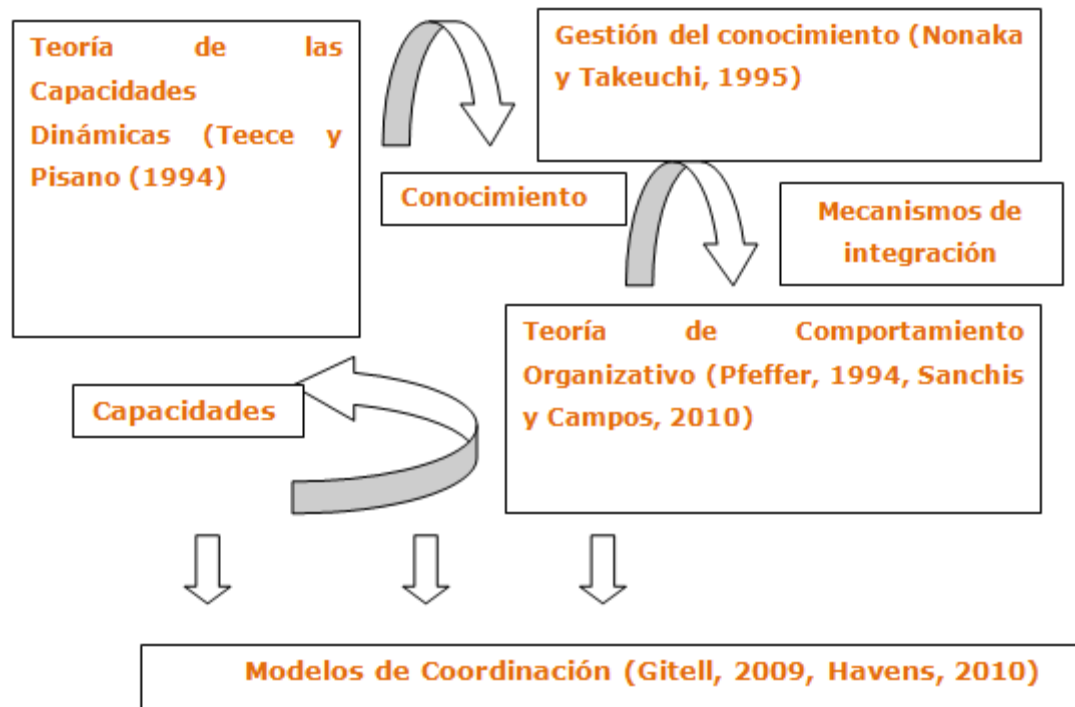 Teoría de las
Capacidades
Dinámicas (Teece y
Pisano (1994)
Gestión del conocimiento (Nonaka
y Takeuchi, 1995)
Conocimiento
Mecanismos de
integración
Teoría de Comportamiento
Organizativo (Pfeffer, 1994, Sanchis
y Campos, 2010)
Capacidades
Modelos de Coordinación (Gitell, 2009, Havens, 2010)